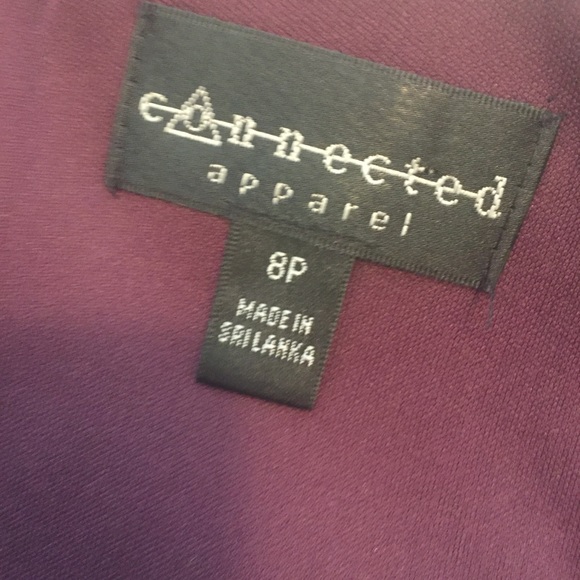 connected
apparel
8P
MADE IN
SRI LANKA